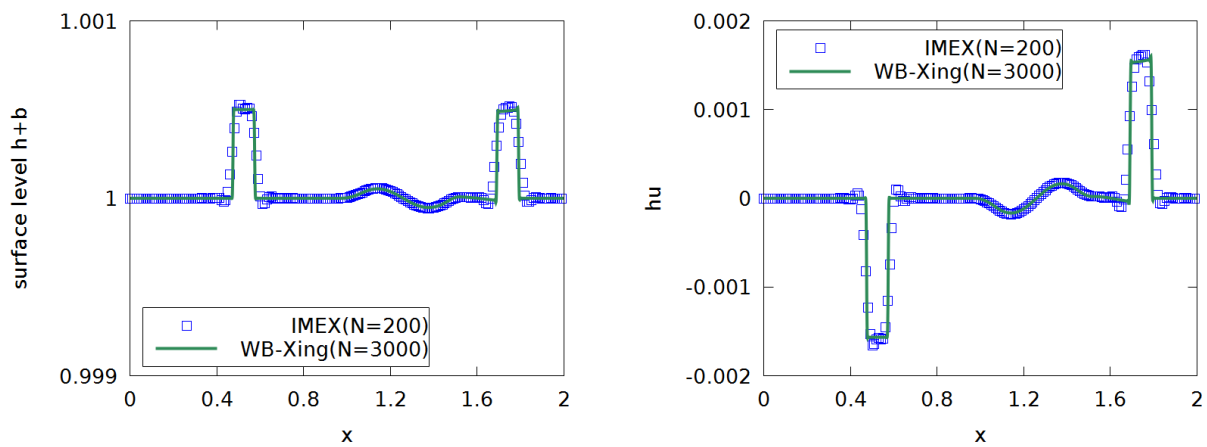 1.001
1
0.999
surface level h+b
IMEX(N=200)
WB-Xing(N=3000)
0 0.4 0.8 1.2 1.6 2
x
0.002
0.001
0
-0.001
-0.002
hu
IMEX(N=200)
WB-Xing(N=3000)
0 0.4 0.8 1.2 1.6 2
x